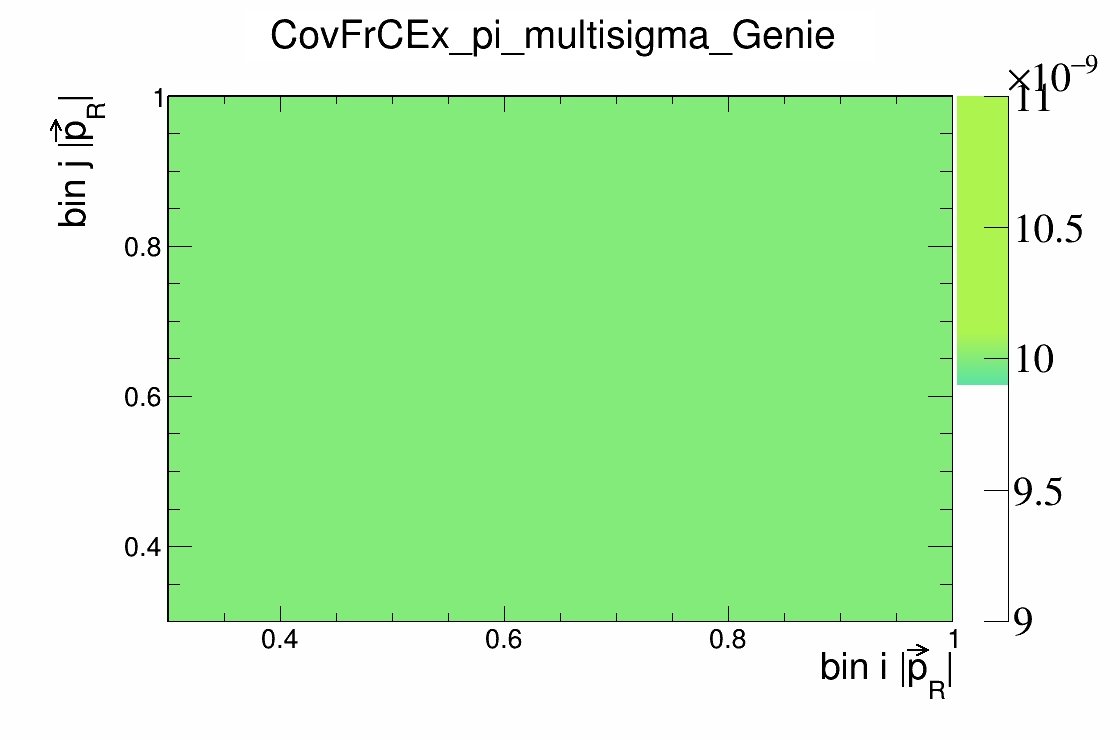 CovFrCEx_pi_multisigma_Genie
×10⁻⁹
bin j |p⃗_R|
1
0.8
0.6
0.4
11
10.5
10
9.5
9
0.4 0.6 0.8 1
bin i |p⃗_R|